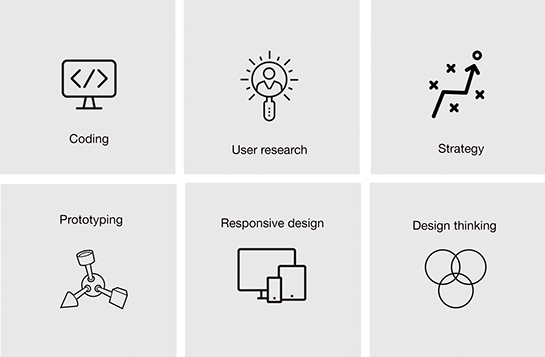 Coding
User research
Strategy
Prototyping
Responsive design
Design thinking